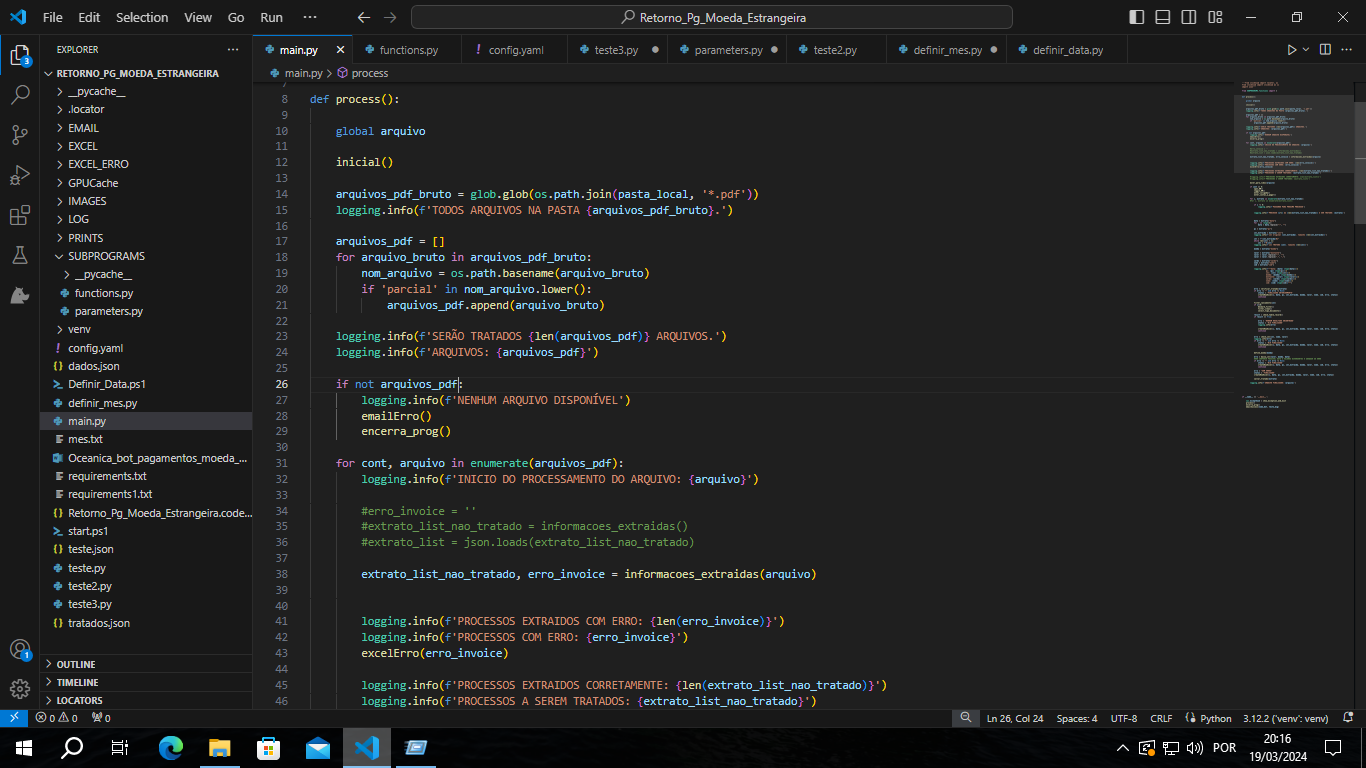 File Edit Selection View Go Run ··· Retorno_Pg_Moeda_Estrangeira
EXPLORER ···
main.py functions.py ! config.yaml teste3.py parameters.py teste2.py definir_mes.py definir_data.py
main.py > process
RETORNO_PG_MOEDA_ESTRANGEIRA
__pycache__
.locator
EMAIL
EXCEL
EXCEL_ERRO
GPUCache
IMAGES
LOG
PRINTS
SUBPROGRAMS
__pycache__
functions.py
parameters.py
venv
! config.yaml
{} dados.json
Definir_Data.ps1
definir_mes.py
main.py
mes.txt
Oceanica_bot_pagamentos_moeda_...
requirements.txt
requirements1.txt
{} Retorno_Pg_Moeda_Estrangeira.code...
start.ps1
{} teste.json
teste.py
teste2.py
teste3.py
{} tratados.json
OUTLINE
TIMELINE
LOCATORS
3
1
7
8 def process():
9
10 global arquivo
11
12 inicial()
13
14 arquivos_pdf_bruto = glob.glob(os.path.join(pasta_local, '*.pdf'))
15 logging.info(f'TODOS ARQUIVOS NA PASTA {arquivos_pdf_bruto}.')
16
17 arquivos_pdf = []
18 for arquivo_bruto in arquivos_pdf_bruto:
19 nom_arquivo = os.path.basename(arquivo_bruto)
20 if 'parcial' in nom_arquivo.lower():
21 arquivos_pdf.append(arquivo_bruto)
22
23 logging.info(f'SERÃO TRATADOS {len(arquivos_pdf)} ARQUIVOS.')
24 logging.info(f'ARQUIVOS: {arquivos_pdf}')
25
26 if not arquivos_pdf:
27 logging.info(f'NENHUM ARQUIVO DISPONÍVEL')
28 emailErro()
29 encerra_prog()
30
31 for cont, arquivo in enumerate(arquivos_pdf):
32 logging.info(f'INICIO DO PROCESSAMENTO DO ARQUIVO: {arquivo}')
33
34 #erro_invoice = ''
35 #extrato_list_nao_tratado = informacoes_extraidas()
36 #extrato_list = json.loads(extrato_list_nao_tratado)
37
38 extrato_list_nao_tratado, erro_invoice = informacoes_extraidas(arquivo)
39
40
41 logging.info(f'PROCESSOS EXTRAIDOS COM ERRO: {len(erro_invoice)}')
42 logging.info(f'PROCESSOS COM ERRO: {erro_invoice}')
43 excelErro(erro_invoice)
44
45 logging.info(f'PROCESSOS EXTRAIDOS CORRETAMENTE: {len(extrato_list_nao_tratado)}')
46 logging.info(f'PROCESSOS A SEREM TRATADOS: {extrato_list_nao_tratado}')
0 0 0 Ln 26, Col 24 Spaces: 4 UTF-8 CRLF Python 3.12.2 ('venv': venv)
POR 20:16
19/03/2024